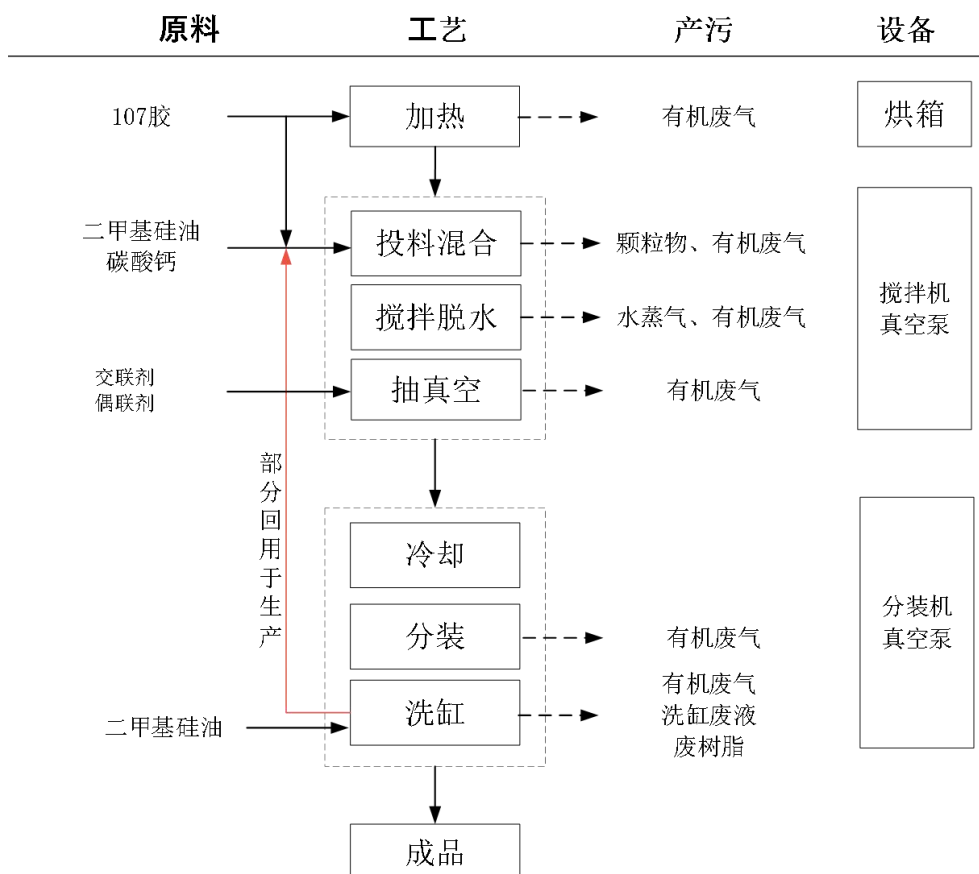 原料 工艺 产污 设备
107胶 加热 有机废气 烘箱
二甲基硅油
碳酸钙
投料混合 颗粒物、有机废气
搅拌脱水 水蒸气、有机废气
搅拌机
真空泵
交联剂
偶联剂
抽真空 有机废气
部分回用于生产
冷却
分装 有机废气
分装机
真空泵
二甲基硅油
洗缸
有机废气
洗缸废液
废树脂
成品